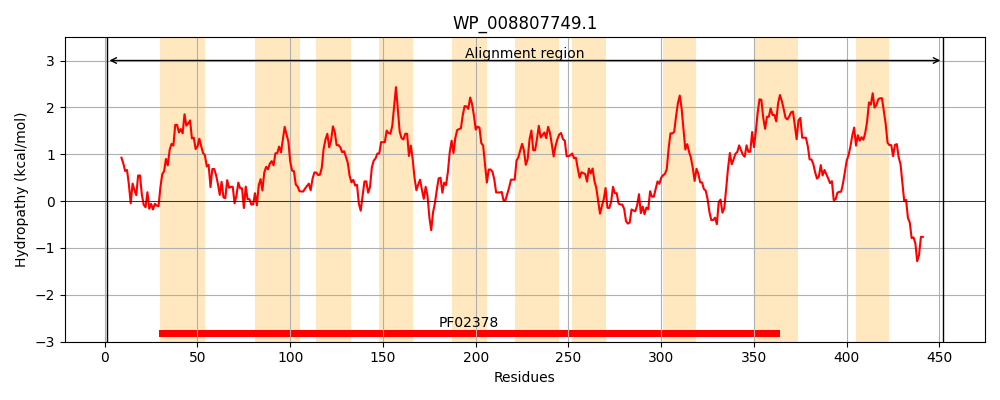 WP_008807749.1
Alignment region
PF02378
3
2
1
0
−1
−2
−3
Hydropathy (kcal/mol)
0 50 100 150 200 250 300 350 400 450
Residues